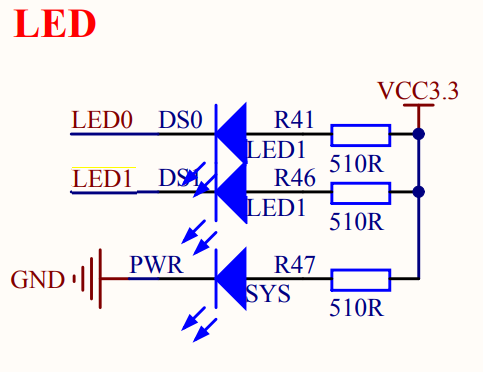 LED
VCC3.3
LED0 DS0 R41
LED1 510R
LED1 DS1 R46
LED1 510R
PWR R47
GND SYS 510R